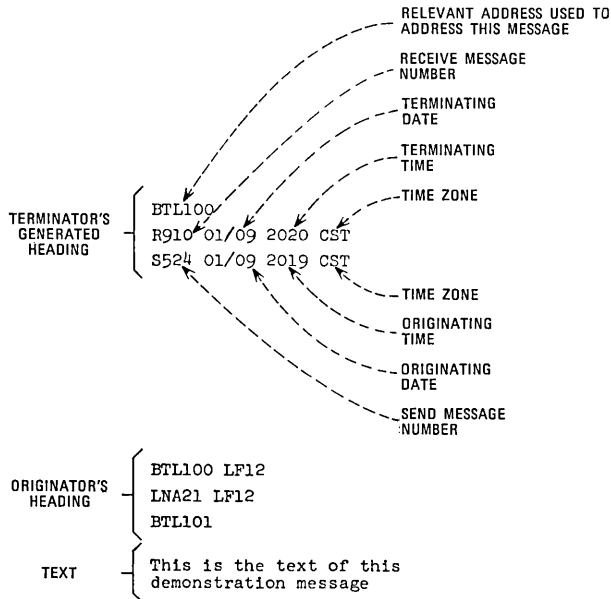 RELEVANT ADDRESS USED TO
ADDRESS THIS MESSAGE
RECEIVE MESSAGE
NUMBER
TERMINATING
DATE
TERMINATING
TIME
TIME ZONE
TERMINATOR'S
GENERATED
HEADING
BTL100
R910 01/09 2020 CST
S524 01/09 2019 CST
TIME ZONE
ORIGINATING
TIME
ORIGINATING
DATE
SEND MESSAGE
NUMBER
ORIGINATOR'S
HEADING
BTL100 LF12
LNA21 LF12
BTL101
TEXT
This is the text of this
demonstration message